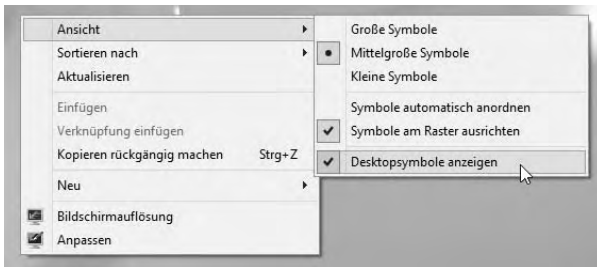 Ansicht
Sortieren nach
Aktualisieren
Einfügen
Verknüpfung einfügen
Kopieren rückgängig machen Strg+Z
Neu
Bildschirmauflösung
Anpassen
Große Symbole
Mittelgroße Symbole
Kleine Symbole
Symbole automatisch anordnen
Symbole am Raster ausrichten
Desktopsymbole anzeigen